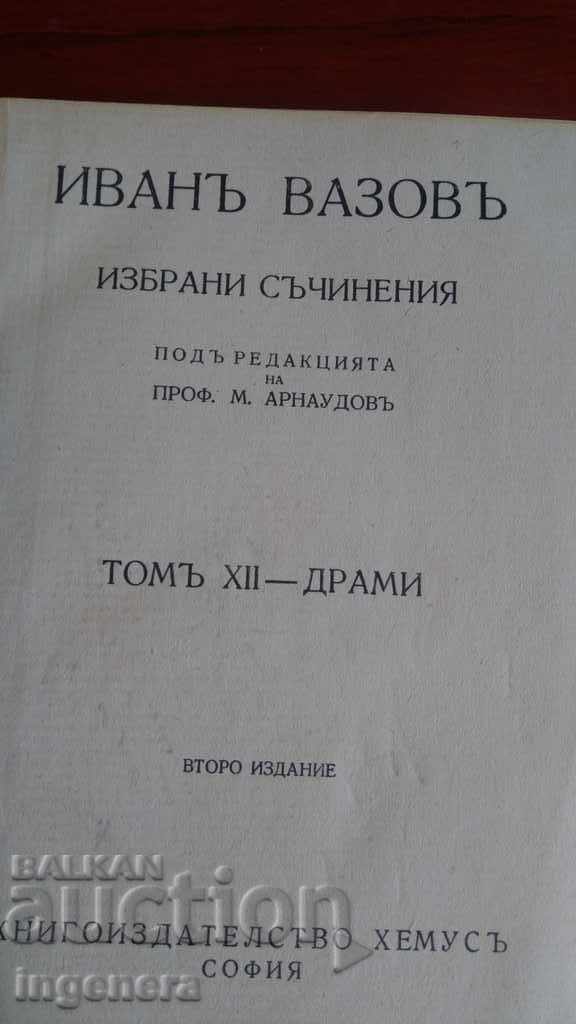 ИВАНЪ ВАЗОВЪ
ИЗБРАНИ СЪЧИНЕНИЯ
ПОДЪ РЕДАКЦИЯТА
НА
ПРОФ. М. АРНАУДОВЪ
ТОМЪ XII — ДРАМИ
ВТОРО ИЗДАНИЕ
BALKAN
auction
КНИГОИЗДАТЕЛСТВО ХЕМУСЪ
СОФИЯ
ingenera